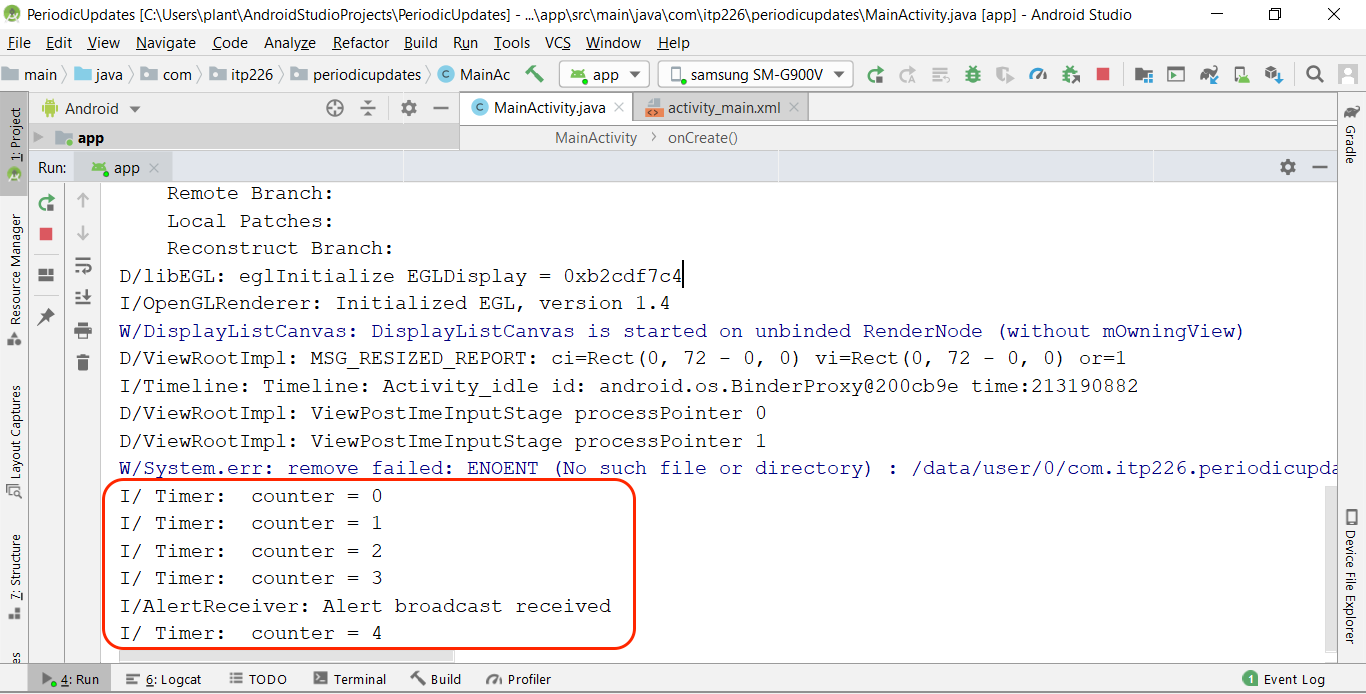 PeriodicUpdates [C:\Users\plant\AndroidStudioProjects\PeriodicUpdates] - ...\app\src\main\java\com\itp226\periodicupdates\MainActivity.java [app] - Android Studio
File Edit View Navigate Code Analyze Refactor Build Run Tools VCS Window Help
main java com itp226 periodicupdates C MainAc app samsung SM-G900V
Android C MainActivity.java activity_main.xml
app MainActivity onCreate()
Run: app
1: Project
Resource Manager
Layout Captures
7: Structure
es
Remote Branch:
Local Patches:
Reconstruct Branch:
D/libEGL: eglInitialize EGLDisplay = 0xb2cdf7c4
I/OpenGLRenderer: Initialized EGL, version 1.4
W/DisplayListCanvas: DisplayListCanvas is started on unbinded RenderNode (without mOwningView)
D/ViewRootImpl: MSG_RESIZED_REPORT: ci=Rect(0, 72 - 0, 0) vi=Rect(0, 72 - 0, 0) or=1
I/Timeline: Timeline: Activity_idle id: android.os.BinderProxy@200cb9e time:213190882
D/ViewRootImpl: ViewPostImeInputStage processPointer 0
D/ViewRootImpl: ViewPostImeInputStage processPointer 1
W/System.err: remove failed: ENOENT (No such file or directory) : /data/user/0/com.itp226.periodicupda
I/ Timer:  counter = 0
I/ Timer:  counter = 1
I/ Timer:  counter = 2
I/ Timer:  counter = 3
I/AlertReceiver: Alert broadcast received
I/ Timer:  counter = 4
Gradle
Device File Explorer
4: Run 6: Logcat TODO Terminal Build Profiler 1 Event Log